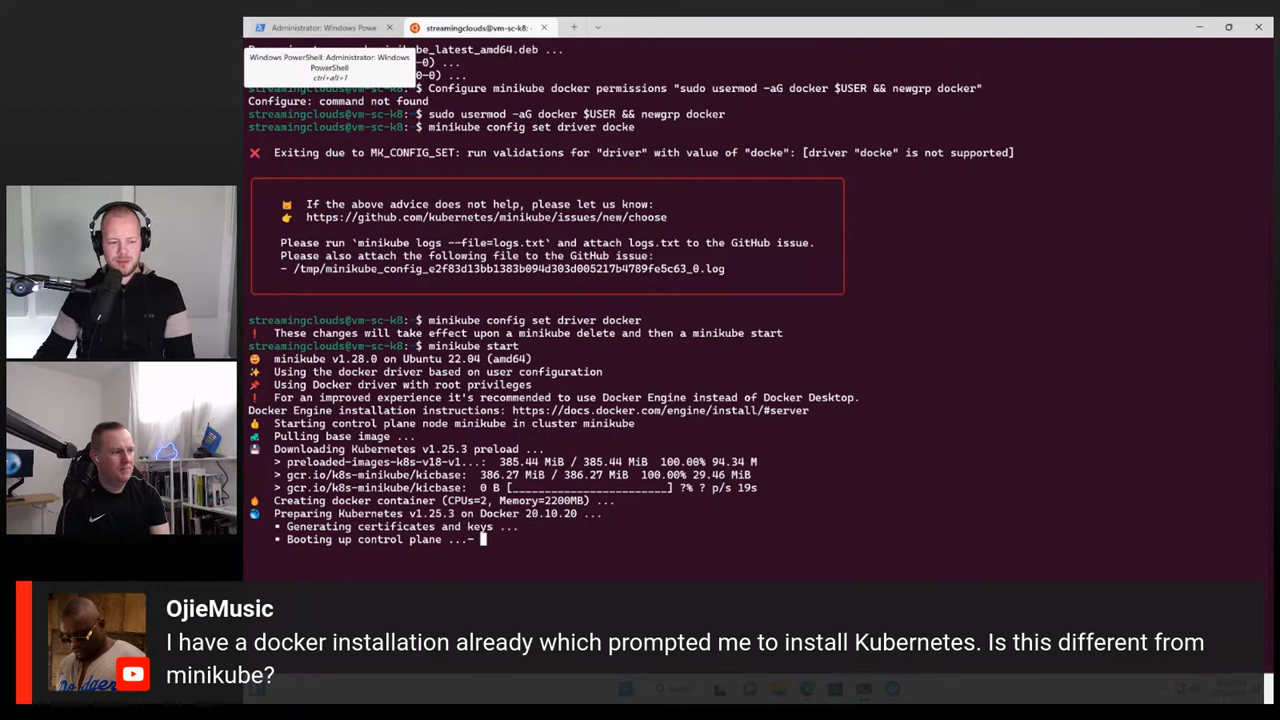 Administrator: Windows Powe
streamingclouds@vm-sc-k8: ~
minikube_latest_amd64.deb ...
Windows PowerShell: Administrator: Windows
PowerShell
ctrl+alt+1
-0) ...
-0-0) ...
streamingclouds@vm-sc-k8:~$ Configure minikube docker permissions "sudo usermod -aG docker $USER && newgrp docker"
Configure: command not found
streamingclouds@vm-sc-k8:~$ sudo usermod -aG docker $USER && newgrp docker
streamingclouds@vm-sc-k8:~$ minikube config set driver docke
❌ Exiting due to MK_CONFIG_SET: run validations for "driver" with value of "docke": [driver "docke" is not supported]
If the above advice does not help, please let us know:
https://github.com/kubernetes/minikube/issues/new/choose
Please run `minikube logs --file=logs.txt` and attach logs.txt to the GitHub issue.
Please also attach the following file to the GitHub issue:
- /tmp/minikube_config_e2f83d13bb1383b094d303d005217b4789fe5c63_0.log
streamingclouds@vm-sc-k8:~$ minikube config set driver docker
❗ These changes will take effect upon a minikube delete and then a minikube start
streamingclouds@vm-sc-k8:~$ minikube start
minikube v1.28.0 on Ubuntu 22.04 (amd64)
Using the docker driver based on user configuration
Using Docker driver with root privileges
❗ For an improved experience it's recommended to use Docker Engine instead of Docker Desktop.
Docker Engine installation instructions: https://docs.docker.com/engine/install/#server
Starting control plane node minikube in cluster minikube
Pulling base image ...
Downloading Kubernetes v1.25.3 preload ...
> preloaded-images-k8s-v18-v1...: 385.44 MiB / 385.44 MiB 100.00% 94.34 M
> gcr.io/k8s-minikube/kicbase: 386.27 MiB / 386.27 MiB 100.00% 29.46 MiB
> gcr.io/k8s-minikube/kicbase: 0 B [________________________] ?% ? p/s 19s
Creating docker container (CPUs=2, Memory=2200MB) ...
Preparing Kubernetes v1.25.3 on Docker 20.10.20 ...
▪ Generating certificates and keys ...
▪ Booting up control plane ...-
OjieMusic
I have a docker installation already which prompted me to install Kubernetes. Is this different from
minikube?